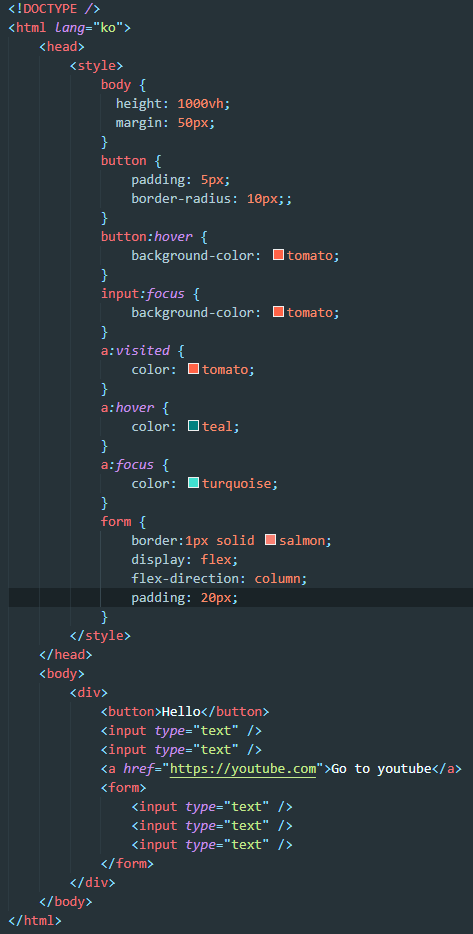 <!DOCTYPE />
<html lang="ko">
    <head>
        <style>
            body {
              height: 1000vh;
              margin: 50px;
            }
            button {
                padding: 5px;
                border-radius: 10px;;
            }
            button:hover {
                background-color: tomato;
            }
            input:focus {
                background-color: tomato;
            }
            a:visited {
                color: tomato;
            }
            a:hover {
                color: teal;
            }
            a:focus {
                color: turquoise;
            }
            form {
                border:1px solid salmon;
                display: flex;
                flex-direction: column;
                padding: 20px;
            }
        </style>
    </head>
    <body>
        <div>
            <button>Hello</button>
            <input type="text" />
            <input type="text" />
            <a href="https://youtube.com">Go to youtube</a>
            <form>
                <input type="text" />
                <input type="text" />
                <input type="text" />
            </form>
        </div>
    </body>
</html>